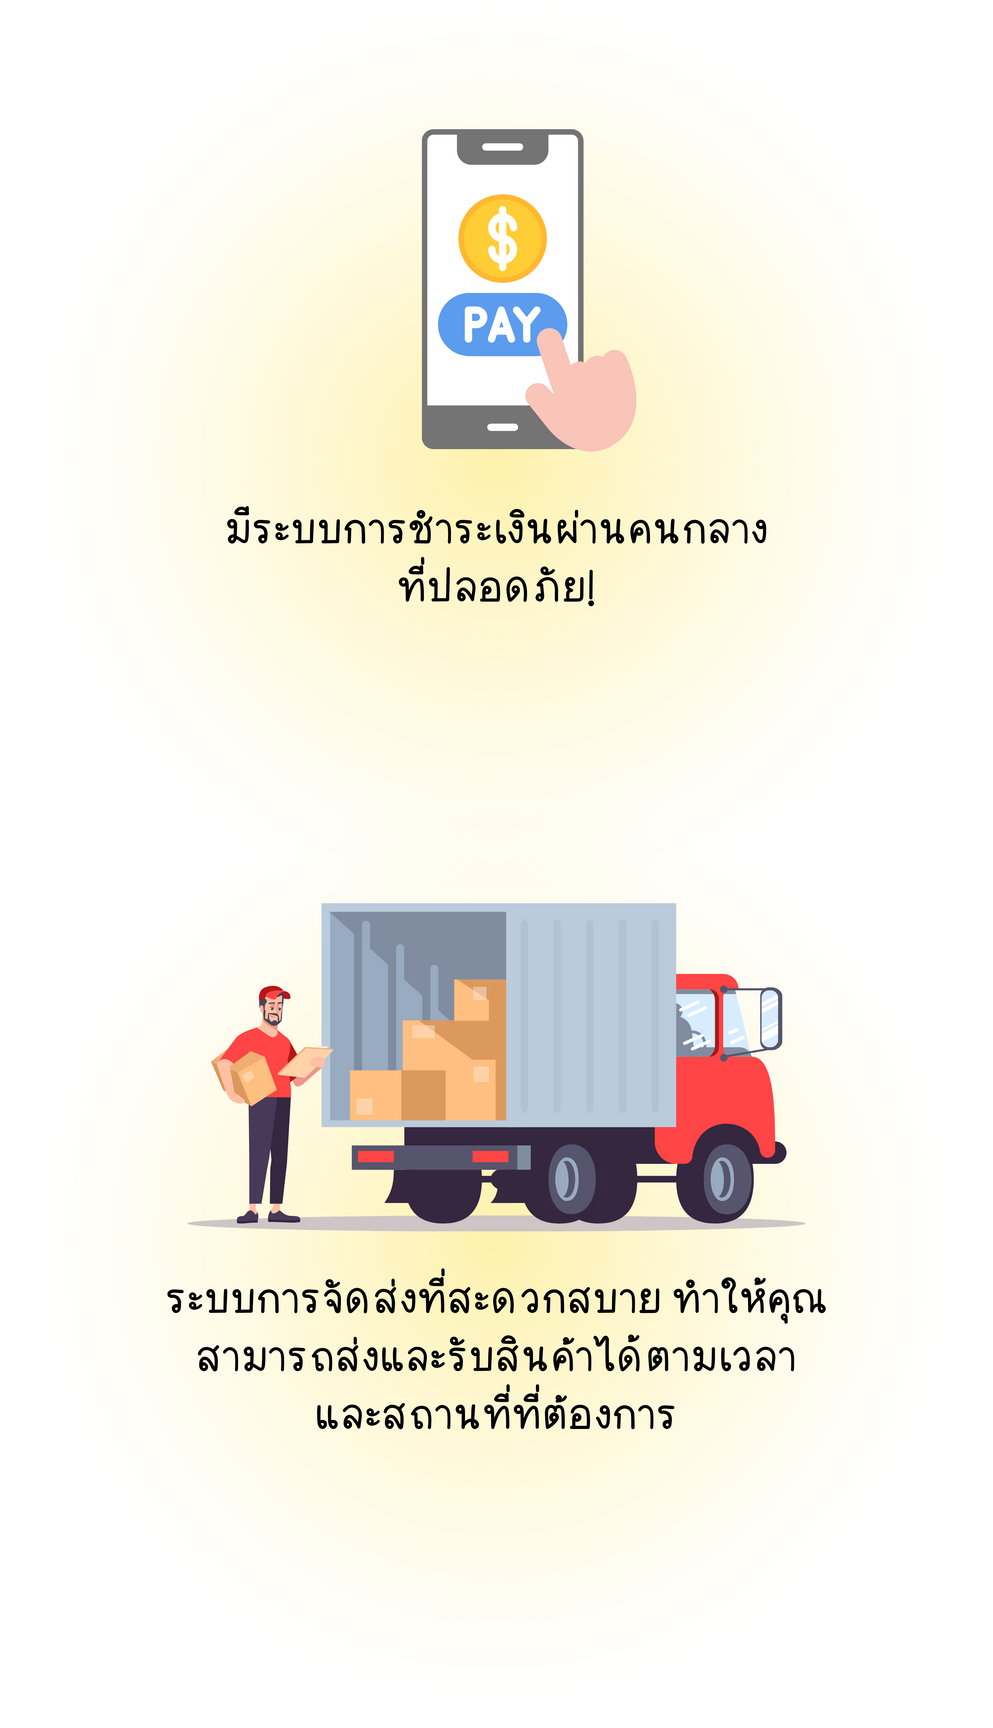 $
PAY
มีระบบการชำระเงินผ่านคนกลาง
ที่ปลอดภัย!
ระบบการจัดส่งที่สะดวกสบาย ทำให้คุณ
สามารถส่งและรับสินค้าได้ตามเวลา
และสถานที่ที่ต้องการ